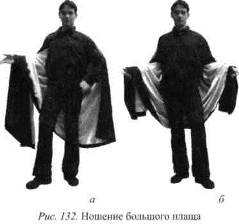 а б
Рис. 132. Ношение большого плаща